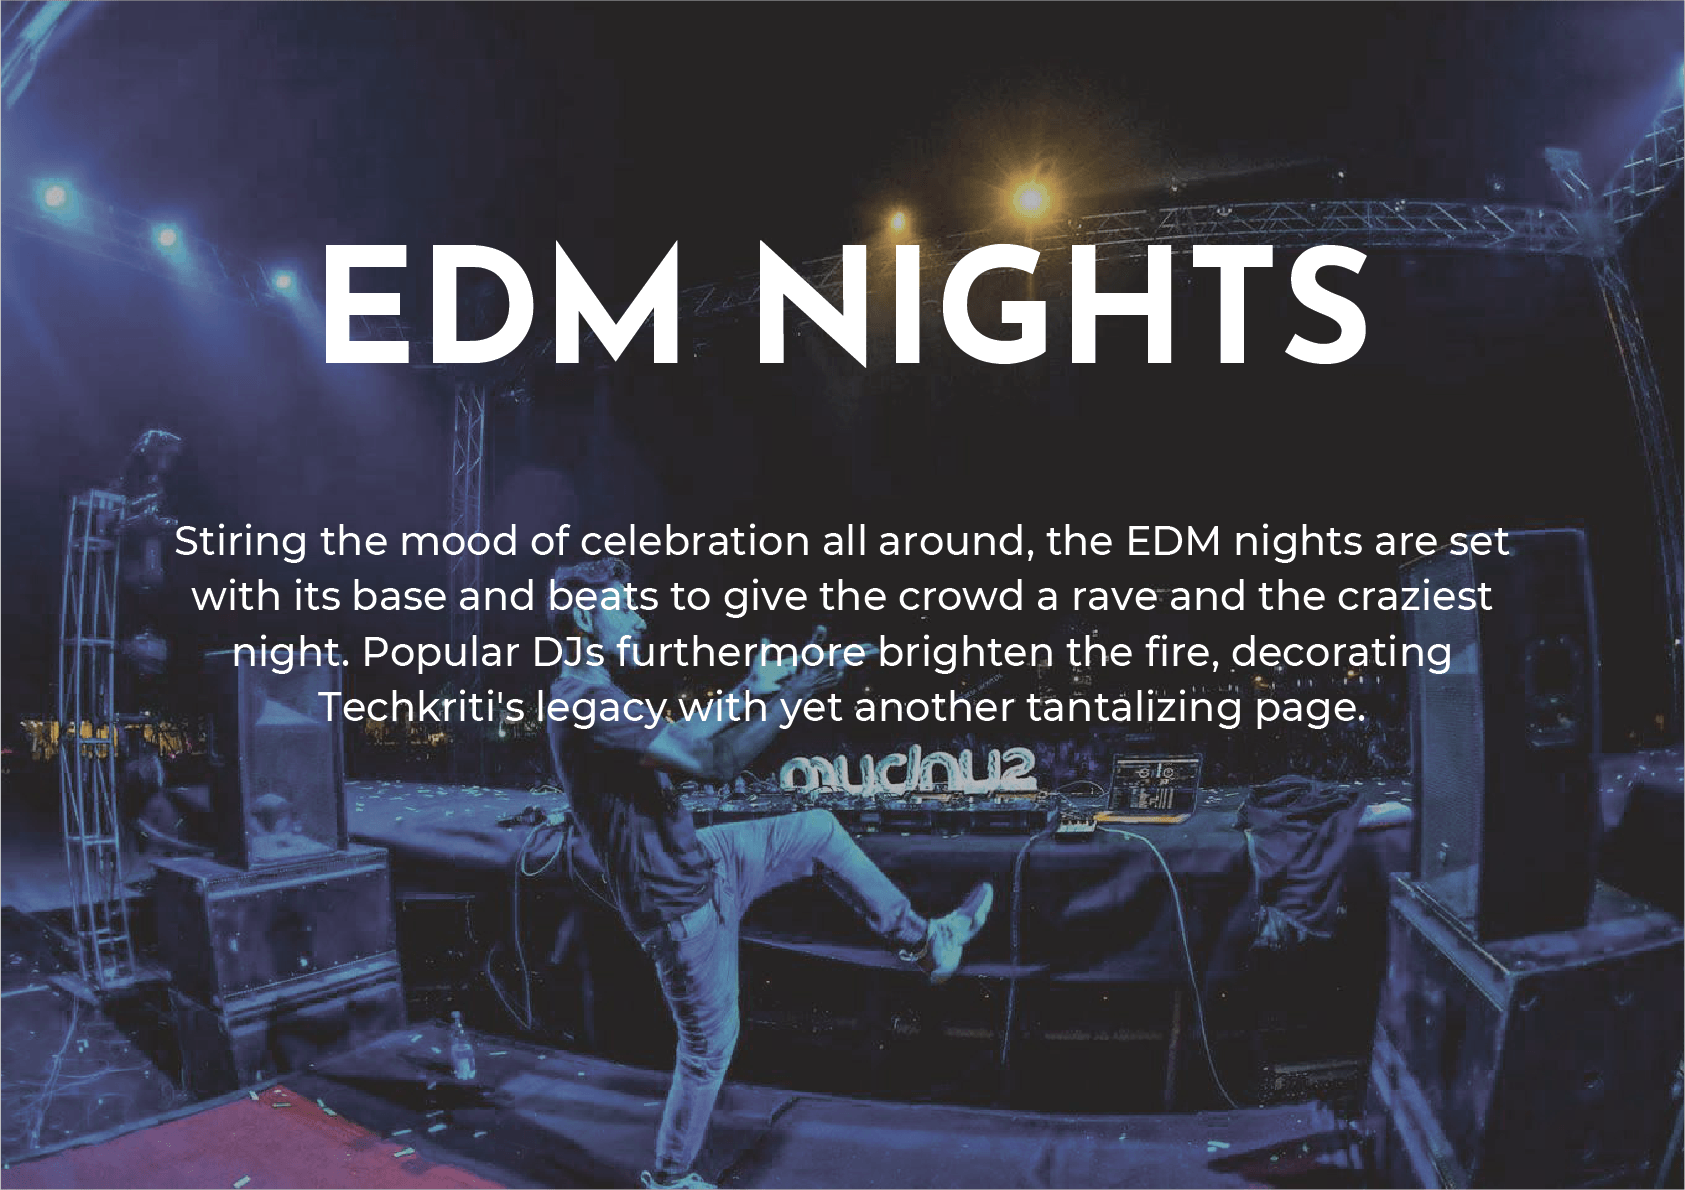 EDM NIGHTS
Stiring the mood of celebration all around, the EDM nights are set
with its base and beats to give the crowd a rave and the craziest
night. Popular DJs furthermore brighten the fire, decorating
Techkriti's legacy with yet another tantalizing page.